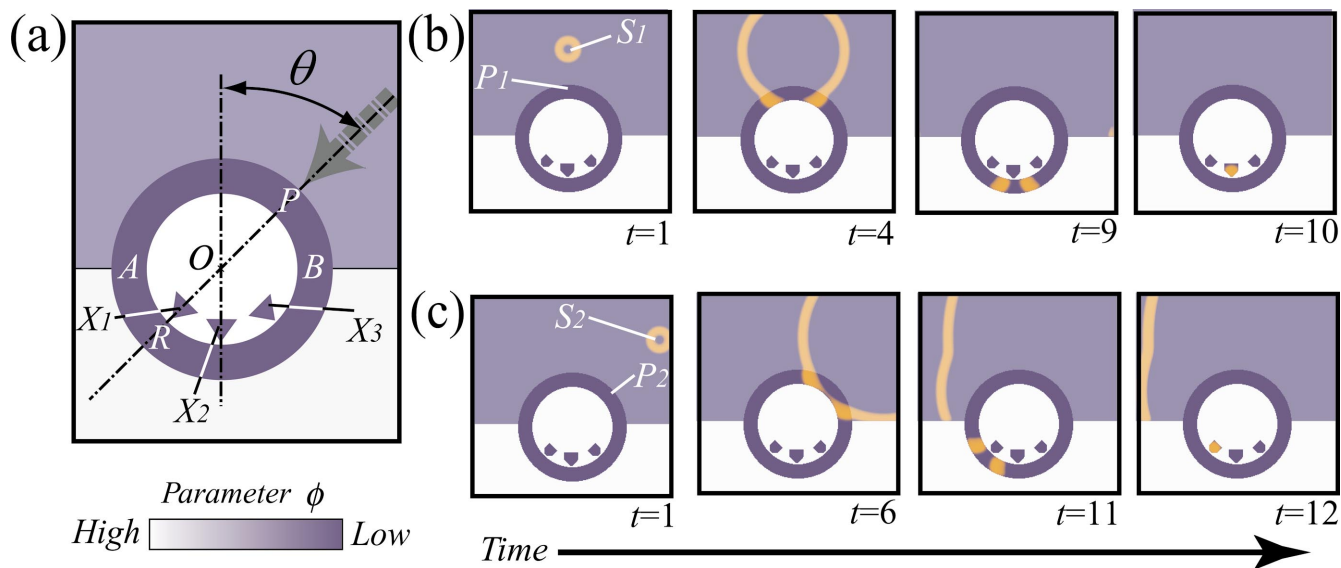 (a)
θ
P
A
O
B
X1
R
X2
X3
Parameter ϕ
High
Low
(b)
S1
P1
t=1
t=4
t=9
t=10
(c)
S2
P2
t=1
t=6
t=11
t=12
Time